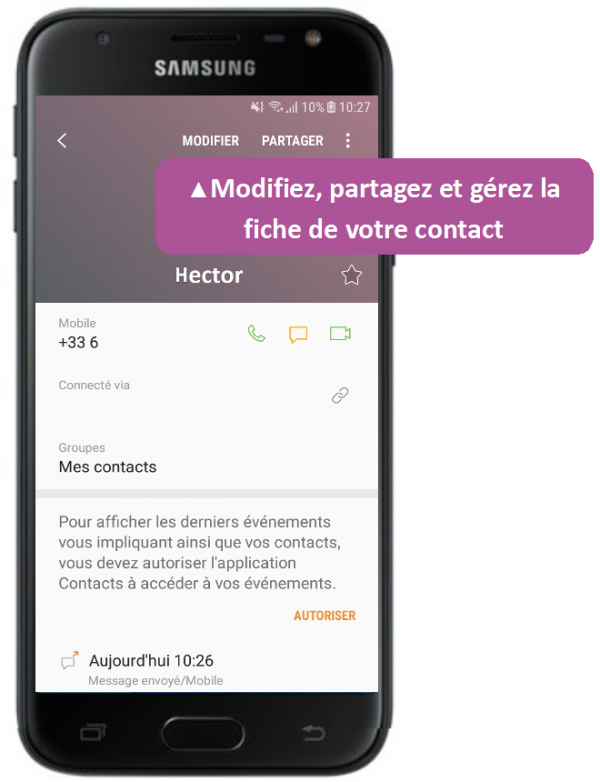 SAMSUNG
10% 10:27
MODIFIER PARTAGER
▲Modifiez, partagez et gérez la
fiche de votre contact
Hector
Mobile
+33 6
Connecté via
Groupes
Mes contacts
Pour afficher les derniers événements
vous impliquant ainsi que vos contacts,
vous devez autoriser l'application
Contacts à accéder à vos événements.
AUTORISER
Aujourd'hui 10:26
Message envoyé/Mobile